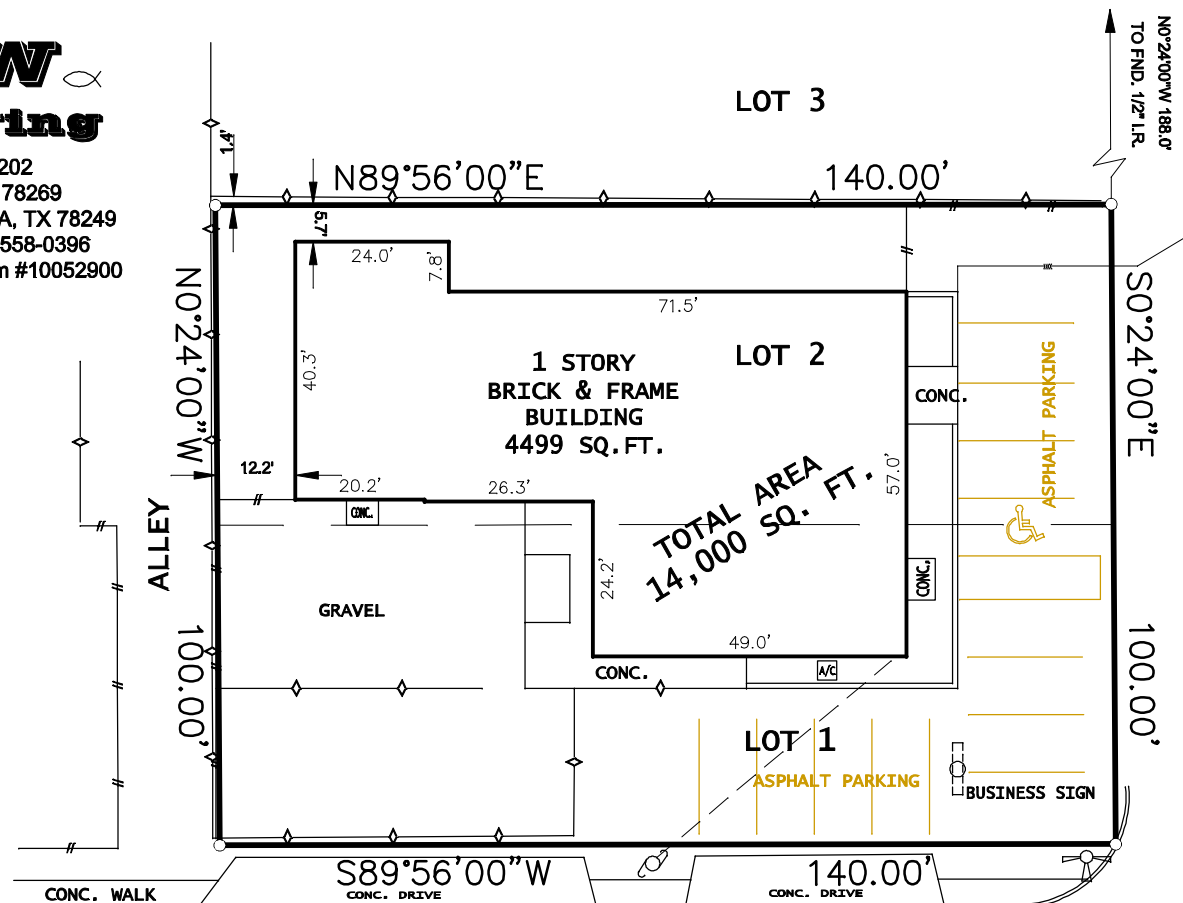 W
ring
202
78269
A, TX 78249
558-0396
#10052900
N0°24'00"W 188.0'
TO FND. 1/2" I.R.
LOT 3
1.4'
N89°56'00"E
140.00'
5.7'
24.0'
7.8'
71.5'
N0°24'00"W
S0°24'00"E
40.3'
1 STORY
BRICK & FRAME
BUILDING
4499 SQ.FT.
LOT 2
CONC.
ASPHALT PARKING
12.2'
20.2'
26.3'
57.0'
CONC.
TOTAL AREA
14,000 SQ. FT.
ALLEY
24.2'
CONC.
GRAVEL
100.00'
100.00'
49.0'
CONC.
A/C
LOT 1
ASPHALT PARKING
BUSINESS SIGN
S89°56'00"W
140.00'
CONC. WALK
CONC. DRIVE
CONC. DRIVE